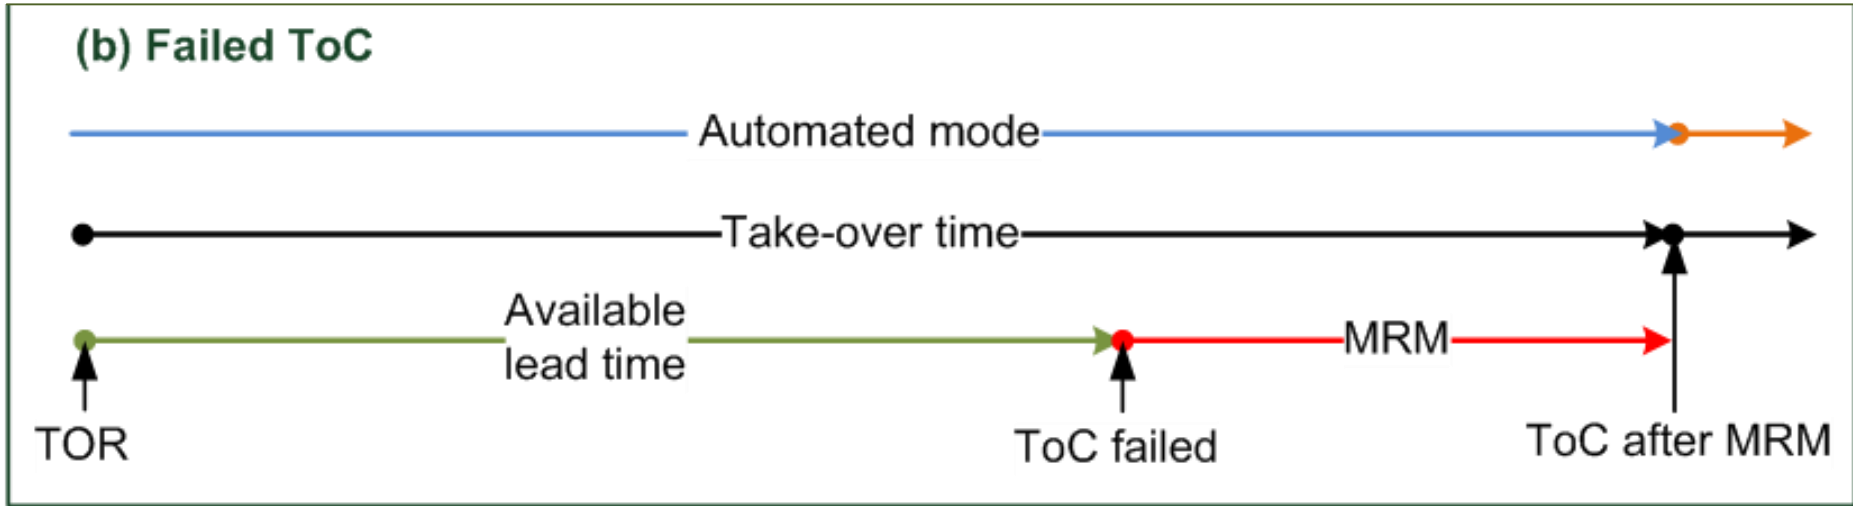 (b) Failed ToC
Automated mode
Take-over time
Available
lead time
MRM
TOR
ToC failed
ToC after MRM